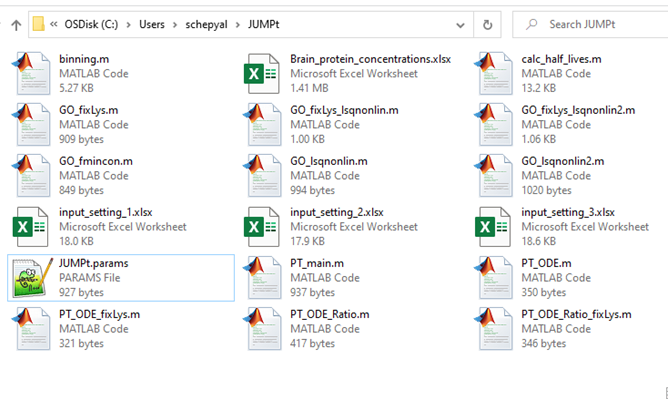 « OSDisk (C:) > Users > schepyal > JUMPt
Search JUMPt
binning.m
MATLAB Code
5.27 KB
Brain_protein_concentrations.xlsx
Microsoft Excel Worksheet
1.41 MB
calc_half_lives.m
MATLAB Code
13.2 KB
GO_fixLys.m
MATLAB Code
909 bytes
GO_fixLys_lsqnonlin.m
MATLAB Code
1.00 KB
GO_fixLys_lsqnonlin2.m
MATLAB Code
1.06 KB
GO_fmincon.m
MATLAB Code
849 bytes
GO_lsqnonlin.m
MATLAB Code
994 bytes
GO_lsqnonlin2.m
MATLAB Code
1020 bytes
input_setting_1.xlsx
Microsoft Excel Worksheet
18.0 KB
input_setting_2.xlsx
Microsoft Excel Worksheet
17.9 KB
input_setting_3.xlsx
Microsoft Excel Worksheet
18.6 KB
JUMPt.params
PARAMS File
927 bytes
PT_main.m
MATLAB Code
937 bytes
PT_ODE.m
MATLAB Code
350 bytes
PT_ODE_fixLys.m
MATLAB Code
321 bytes
PT_ODE_Ratio.m
MATLAB Code
417 bytes
PT_ODE_Ratio_fixLys.m
MATLAB Code
346 bytes